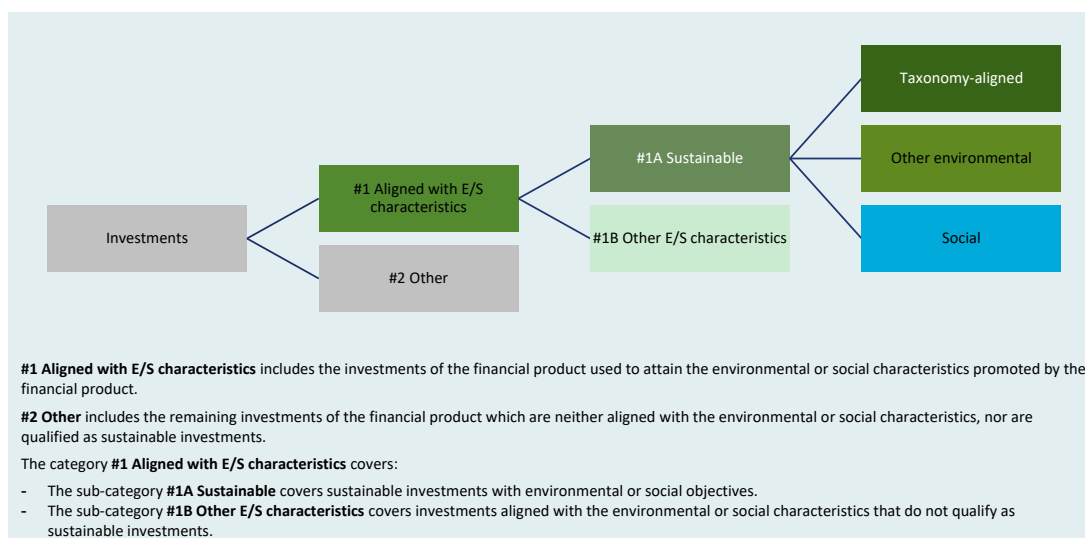 Taxonomy-aligned
#1A Sustainable
Other environmental
#1 Aligned with E/S
characteristics
Investments
#1B Other E/S characteristics
Social
#2 Other
#1 Aligned with E/S characteristics includes the investments of the financial product used to attain the environmental or social characteristics promoted by the
financial product.
#2 Other includes the remaining investments of the financial product which are neither aligned with the environmental or social characteristics, nor are
qualified as sustainable investments.
The category #1 Aligned with E/S characteristics covers:
- The sub-category #1A Sustainable covers sustainable investments with environmental or social objectives.
- The sub-category #1B Other E/S characteristics covers investments aligned with the environmental or social characteristics that do not qualify as
sustainable investments.